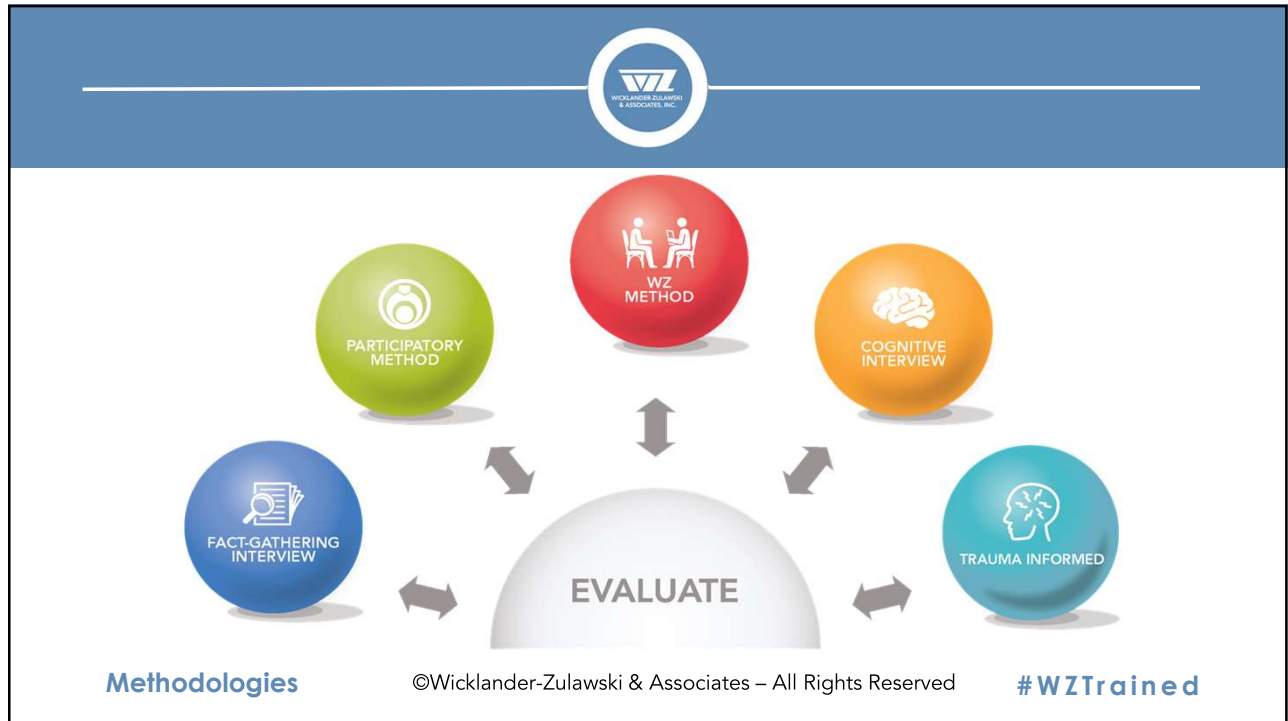 WZ
WICKLANDER-ZULAWSKI
& ASSOCIATES, INC.
WZ
METHOD
PARTICIPATORY
METHOD
COGNITIVE
INTERVIEW
FACT-GATHERING
INTERVIEW
TRAUMA INFORMED
EVALUATE
Methodologies
©Wicklander-Zulawski & Associates – All Rights Reserved
#WZTrained